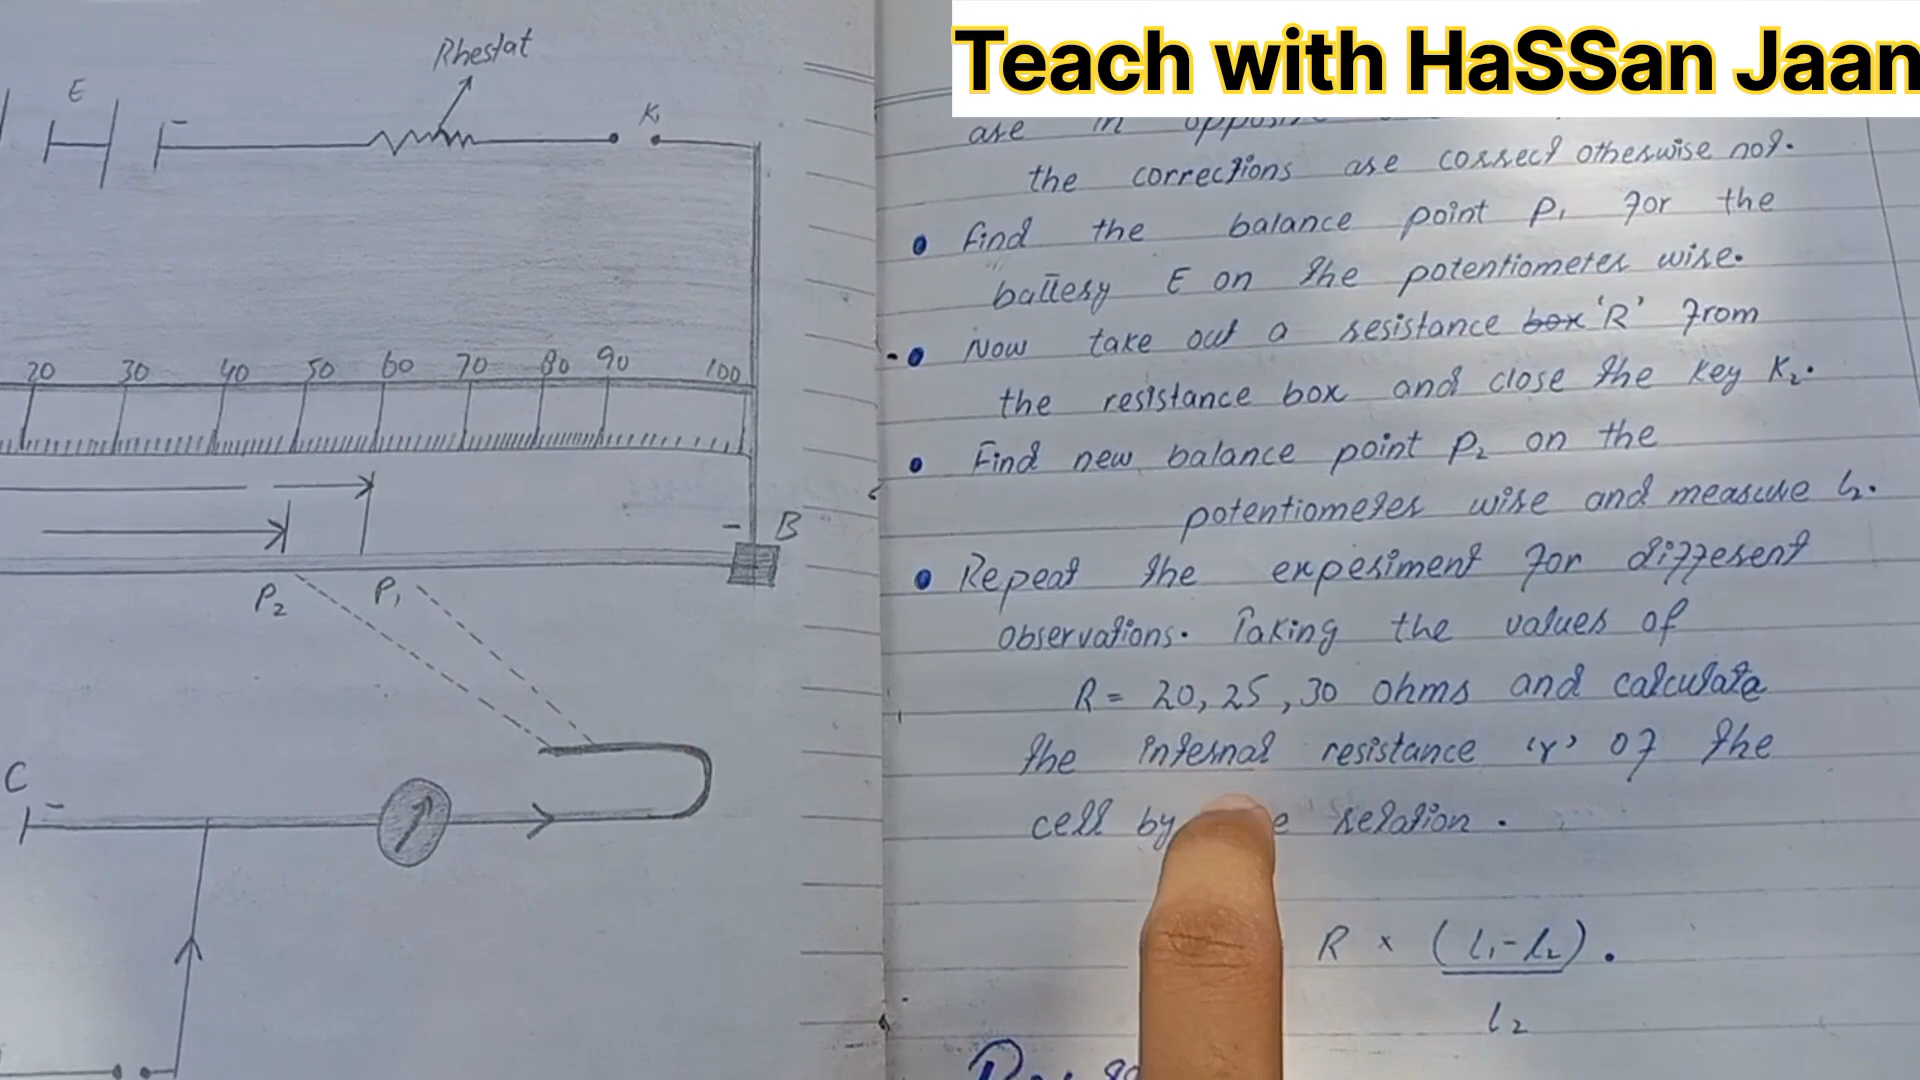 Teach with HaSSan Jaan
Rhestat
E
K₁
20 30 40 50 60 70 80 90 100
- B
P₂ P₁
C
-
are in
the corrections are correct otherwise not.
• Find the balance point P₁ for the
battery E on the potentiometer wire.
• Now take out a resistance box 'R' from
the resistance box and close the key K₂.
• Find new balance point P₂ on the
potentiometer wire and measure l₂.
• Repeat the experiment for different
observations. Taking the values of
R = 20, 25, 30 ohms and calculate
the internal resistance 'r' of the
cell by relation.
R × (l₁-l₂).
l₂